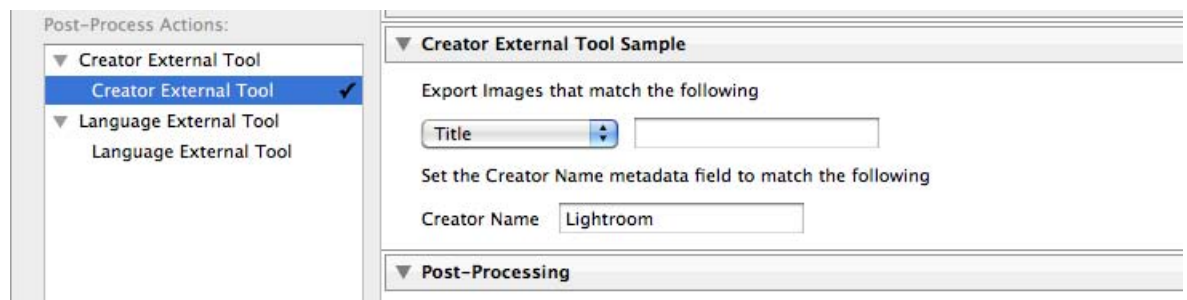 Post-Process Actions:
Creator External Tool
Creator External Tool
Language External Tool
Language External Tool
Creator External Tool Sample
Export Images that match the following
Title
Set the Creator Name metadata field to match the following
Creator Name Lightroom
Post-Processing